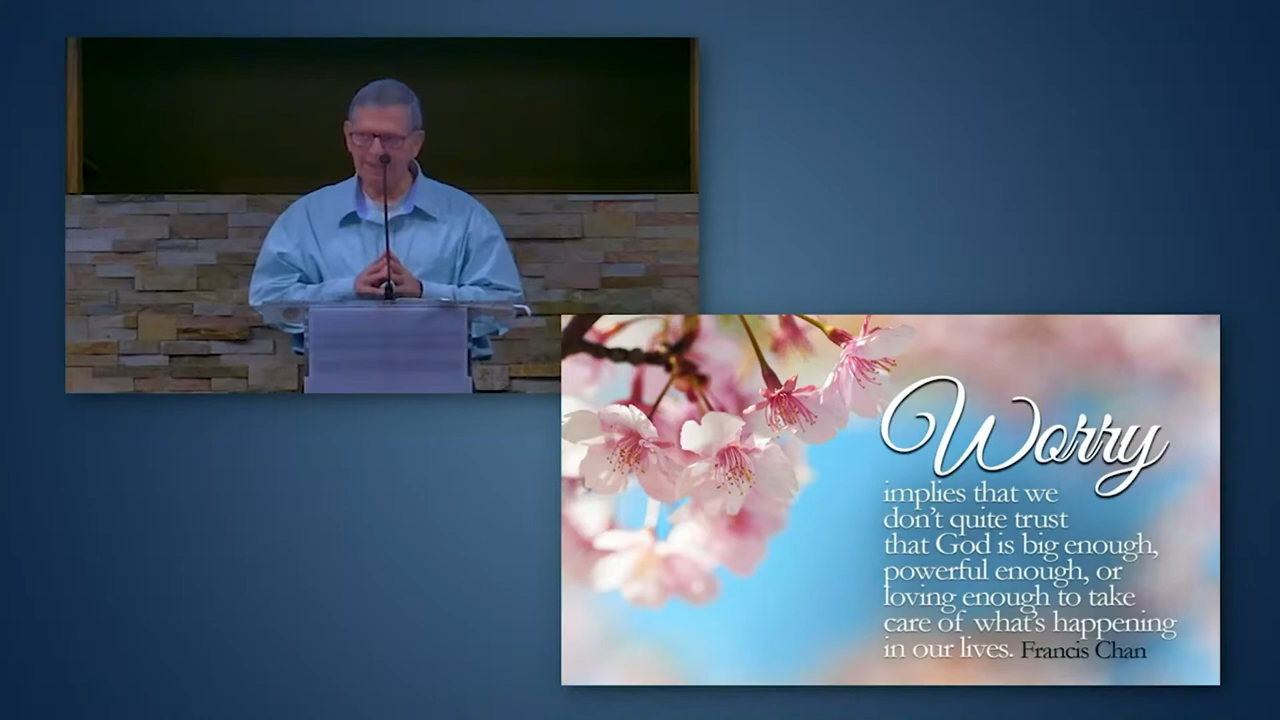 Worry
implies that we
don't quite trust
that God is big enough,
powerful enough, or
loving enough to take
care of what's happening
in our lives. Francis Chan